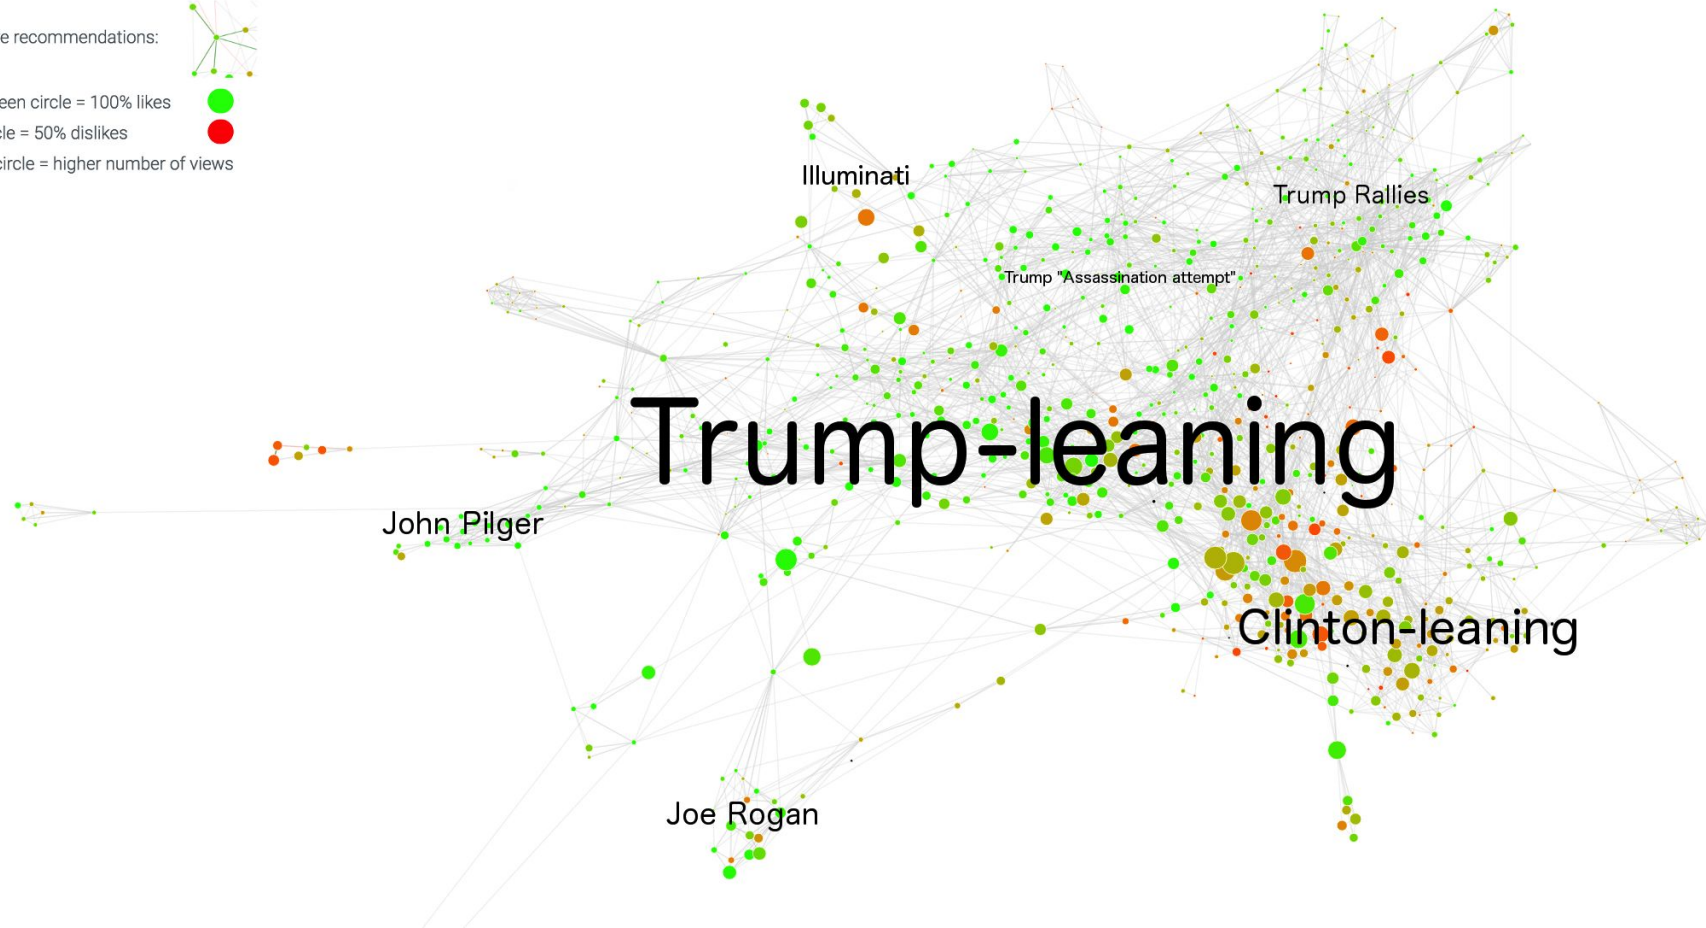 e recommendations:
een circle = 100% likes
cle = 50% dislikes
circle = higher number of views
Illuminati
Trump Rallies
Trump "Assassination attempt"
Trump-leaning
John Pilger
Clinton-leaning
Joe Rogan